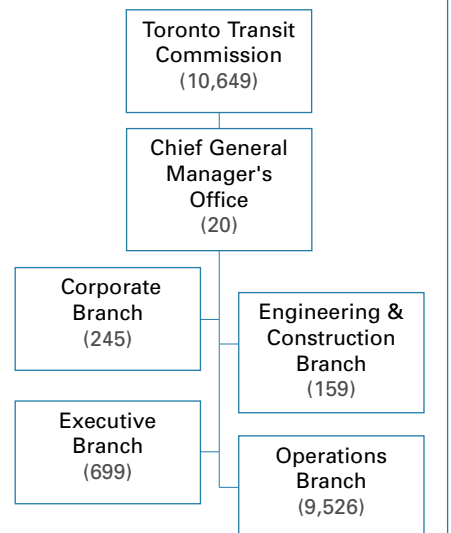 Toronto Transit
Commission
(10,649)
Chief General
Manager's
Office
(20)
Corporate
Branch
(245)
Engineering &
Construction
Branch
(159)
Executive
Branch
(699)
Operations
Branch
(9,526)